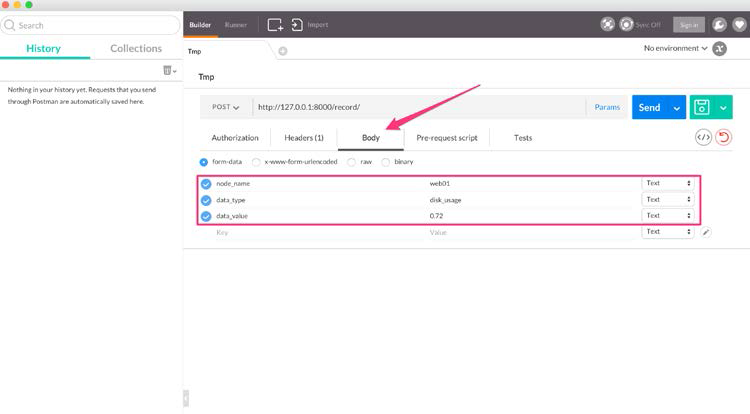 Search
Builder
Runner
Import
Sync Off
Sign in
History
Collections
Tmp
No environment
Nothing in your history yet. Requests that you send
through Postman are automatically saved here.
Tmp
POST
http://127.0.0.1:8000/record/
Params
Send
Authorization
Headers (1)
Body
Pre-request script
Tests
form-data
x-www-form-urlencoded
raw
binary
node_name
web01
Text
data_type
disk_usage
Text
data_value
0.72
Text
Key
Value
Text